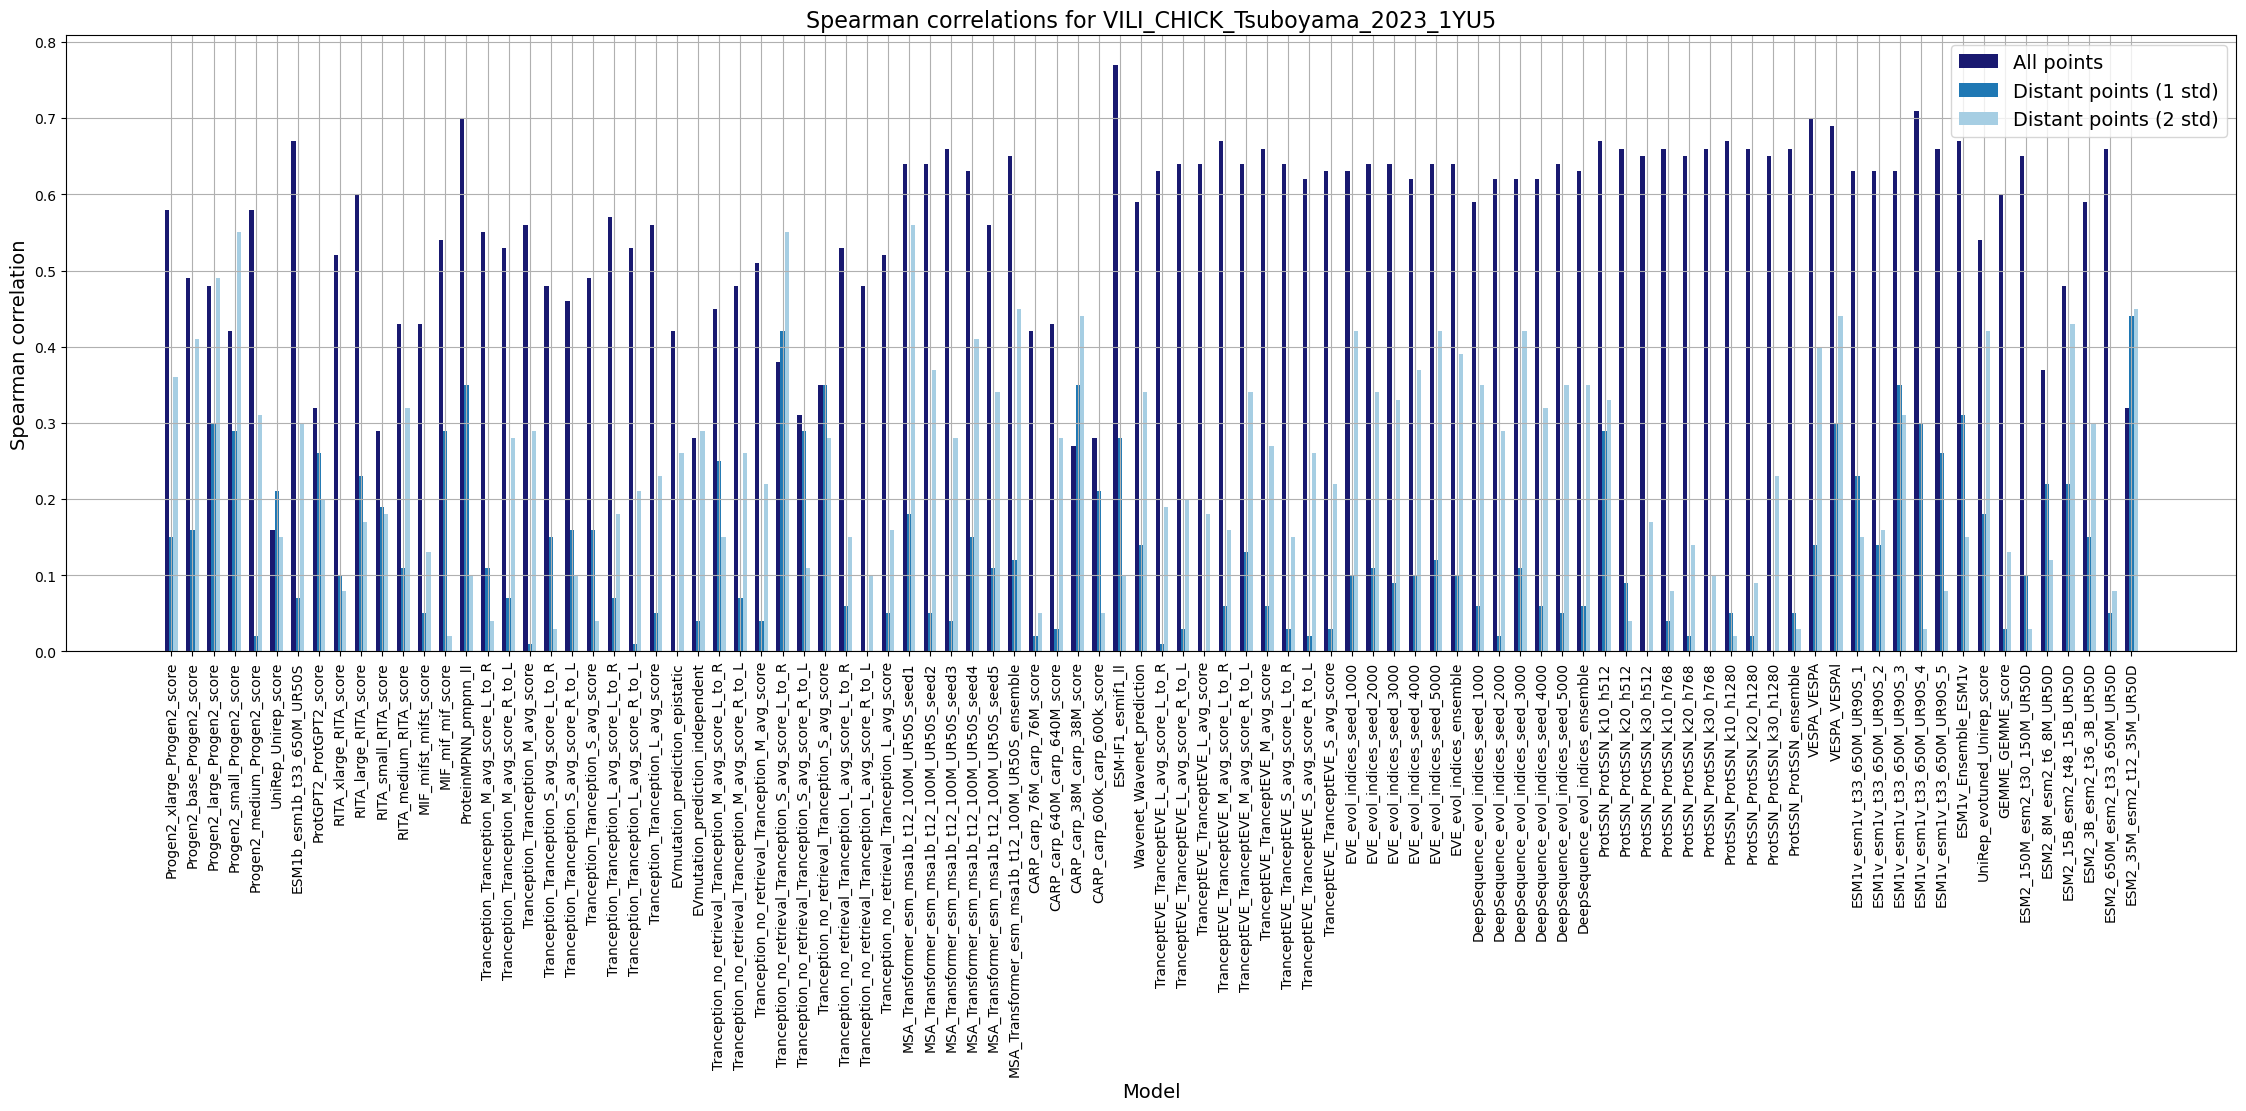 Spearman correlations for VILI_CHICK_Tsuboyama_2023_1YU5
All points
Distant points (1 std)
Distant points (2 std)
Spearman correlation
0.8
0.7
0.6
0.5
0.4
0.3
0.2
0.1
0.0
Progen2_xlarge_Progen2_score
Progen2_base_Progen2_score
Progen2_large_Progen2_score
Progen2_small_Progen2_score
Progen2_medium_Progen2_score
UniRep_Unirep_score
ESM1b_esm1b_t33_650M_UR50S
ProtGPT2_ProtGPT2_score
RITA_xlarge_RITA_score
RITA_large_RITA_score
RITA_small_RITA_score
RITA_medium_RITA_score
MIF_mifst_mifst_score
MIF_mif_mif_score
ProteinMPNN_pmpnn_ll
Tranception_Tranception_M_avg_score_L_to_R
Tranception_Tranception_M_avg_score_R_to_L
Tranception_Tranception_M_avg_score
Tranception_Tranception_S_avg_score_L_to_R
Tranception_Tranception_S_avg_score_R_to_L
Tranception_Tranception_S_avg_score
Tranception_Tranception_L_avg_score_L_to_R
Tranception_Tranception_L_avg_score_R_to_L
Tranception_Tranception_L_avg_score
EVmutation_prediction_epistatic
EVmutation_prediction_independent
Tranception_no_retrieval_Tranception_M_avg_score_L_to_R
Tranception_no_retrieval_Tranception_M_avg_score_R_to_L
Tranception_no_retrieval_Tranception_M_avg_score
Tranception_no_retrieval_Tranception_S_avg_score_L_to_R
Tranception_no_retrieval_Tranception_S_avg_score_R_to_L
Tranception_no_retrieval_Tranception_S_avg_score
Tranception_no_retrieval_Tranception_L_avg_score_L_to_R
Tranception_no_retrieval_Tranception_L_avg_score_R_to_L
Tranception_no_retrieval_Tranception_L_avg_score
MSA_Transformer_esm_msa1b_t12_100M_UR50S_seed1
MSA_Transformer_esm_msa1b_t12_100M_UR50S_seed2
MSA_Transformer_esm_msa1b_t12_100M_UR50S_seed3
MSA_Transformer_esm_msa1b_t12_100M_UR50S_seed4
MSA_Transformer_esm_msa1b_t12_100M_UR50S_seed5
MSA_Transformer_esm_msa1b_t12_100M_UR50S_ensemble
CARP_carp_76M_carp_76M_score
CARP_carp_640M_carp_640M_score
CARP_carp_38M_carp_38M_score
CARP_carp_600k_carp_600k_score
ESM-IF1_esmif1_ll
Wavenet_Wavenet_prediction
TranceptEVE_TranceptEVE_L_avg_score_L_to_R
TranceptEVE_TranceptEVE_L_avg_score_R_to_L
TranceptEVE_TranceptEVE_L_avg_score
TranceptEVE_TranceptEVE_M_avg_score_L_to_R
TranceptEVE_TranceptEVE_M_avg_score_R_to_L
TranceptEVE_TranceptEVE_M_avg_score
TranceptEVE_TranceptEVE_S_avg_score_L_to_R
TranceptEVE_TranceptEVE_S_avg_score_R_to_L
TranceptEVE_TranceptEVE_S_avg_score
EVE_evol_indices_seed_1000
EVE_evol_indices_seed_2000
EVE_evol_indices_seed_3000
EVE_evol_indices_seed_4000
EVE_evol_indices_seed_5000
EVE_evol_indices_ensemble
DeepSequence_evol_indices_seed_1000
DeepSequence_evol_indices_seed_2000
DeepSequence_evol_indices_seed_3000
DeepSequence_evol_indices_seed_4000
DeepSequence_evol_indices_seed_5000
DeepSequence_evol_indices_ensemble
ProtSSN_ProtSSN_k10_h512
ProtSSN_ProtSSN_k20_h512
ProtSSN_ProtSSN_k30_h512
ProtSSN_ProtSSN_k10_h768
ProtSSN_ProtSSN_k20_h768
ProtSSN_ProtSSN_k30_h768
ProtSSN_ProtSSN_k10_h1280
ProtSSN_ProtSSN_k20_h1280
ProtSSN_ProtSSN_k30_h1280
ProtSSN_ProtSSN_ensemble
VESPA_VESPA
VESPA_VESPAl
ESM1v_esm1v_t33_650M_UR90S_1
ESM1v_esm1v_t33_650M_UR90S_2
ESM1v_esm1v_t33_650M_UR90S_3
ESM1v_esm1v_t33_650M_UR90S_4
ESM1v_esm1v_t33_650M_UR90S_5
ESM1v_Ensemble_ESM1v
UniRep_evotuned_Unirep_score
GEMME_GEMME_score
ESM2_150M_esm2_t30_150M_UR50D
ESM2_8M_esm2_t6_8M_UR50D
ESM2_15B_esm2_t48_15B_UR50D
ESM2_3B_esm2_t36_3B_UR50D
ESM2_650M_esm2_t33_650M_UR50D
ESM2_35M_esm2_t12_35M_UR50D
Model